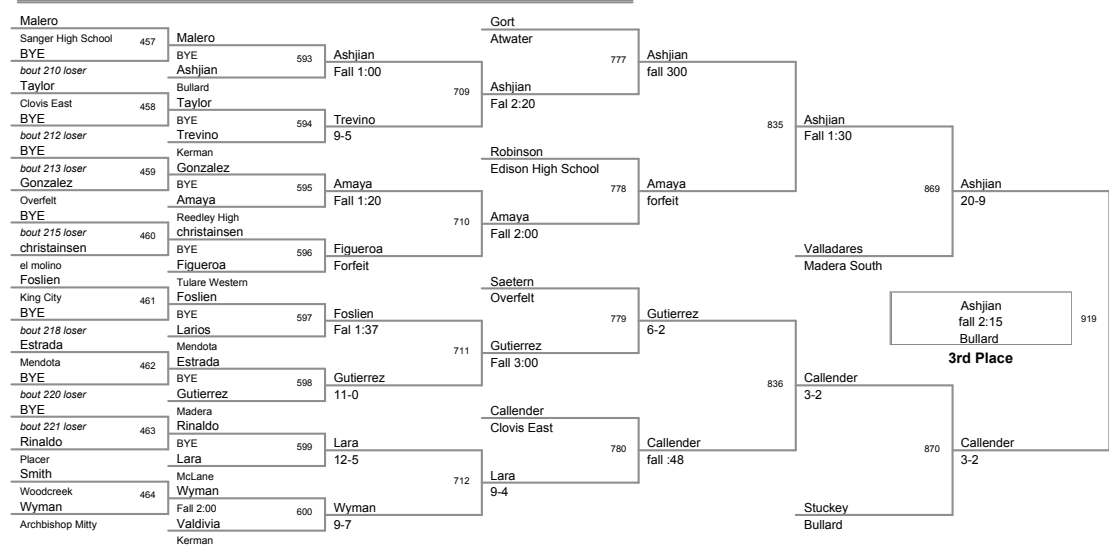 Malero
Sanger High School
457
BYE
bout 210 loser
Taylor
Clovis East
458
BYE
bout 212 loser
BYE
bout 213 loser
459
Gonzalez
Overfelt
BYE
bout 215 loser
460
christainsen
el molino
Foslien
King City
461
BYE
bout 218 loser
Estrada
Mendota
462
BYE
bout 220 loser
BYE
bout 221 loser
463
Rinaldo
Placer
Smith
Woodcreek
464
Wyman
Archbishop Mitty
Malero
BYE
593
Ashjian
Bullard
Taylor
BYE
594
Trevino
Kerman
Gonzalez
BYE
595
Amaya
Reedley High
christainsen
BYE
596
Figueroa
Tulare Western
Foslien
BYE
597
Larios
Mendota
Estrada
BYE
598
Gutierrez
Madera
Rinaldo
BYE
599
Lara
McLane
Wyman
Fall 2:00
600
Valdivia
Kerman
Ashjian
Fall 1:00
709
Trevino
9-5
Amaya
Fall 1:20
710
Figueroa
Forfeit
Foslien
Fal 1:37
711
Gutierrez
11-0
Lara
12-5
712
Wyman
9-7
Gort
Atwater
777
Ashjian
Fal 2:20
Robinson
Edison High School
778
Amaya
Fall 2:00
Saetern
Overfelt
779
Gutierrez
Fall 3:00
Callender
Clovis East
780
Lara
9-4
Ashjian
fall 300
835
Amaya
forfeit
Gutierrez
6-2
836
Callender
fall :48
Ashjian
Fall 1:30
869
Valladares
Madera South
Callender
3-2
870
Stuckey
Bullard
Ashjian
20-9
Ashjian
fall 2:15
Bullard
919
3rd Place
Callender
3-2